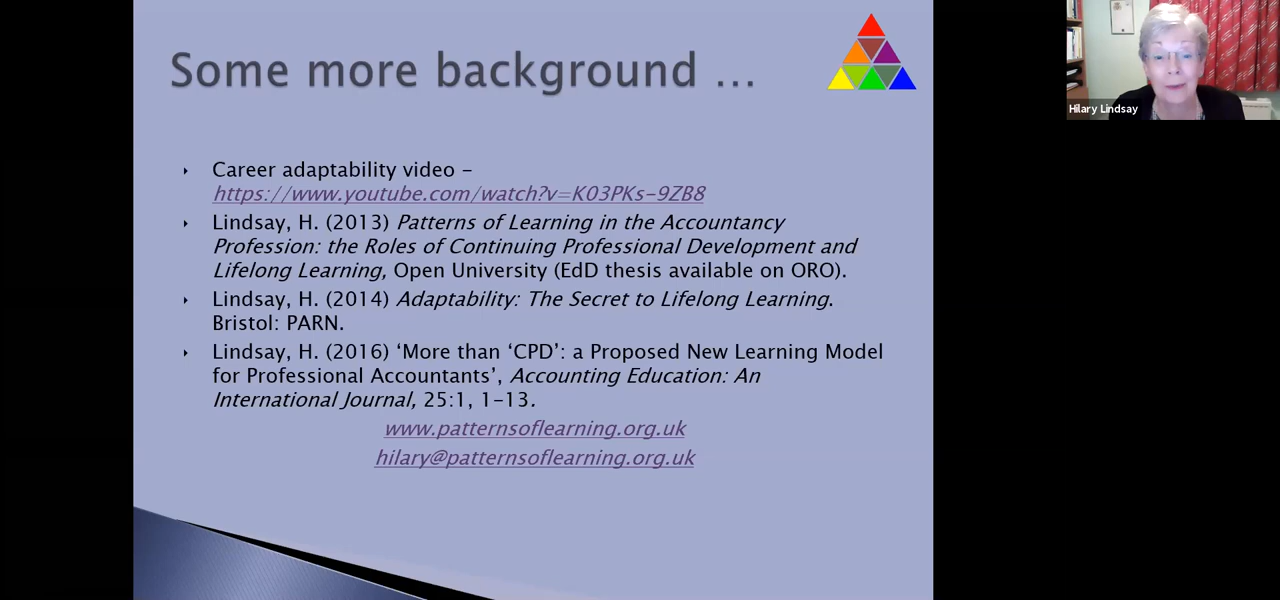 Some more background ...
Career adaptability video –
https://www.youtube.com/watch?v=K03PKs-9ZB8
Lindsay, H. (2013) Patterns of Learning in the Accountancy
Profession: the Roles of Continuing Professional Development and
Lifelong Learning, Open University (EdD thesis available on ORO).
Lindsay, H. (2014) Adaptability: The Secret to Lifelong Learning.
Bristol: PARN.
Lindsay, H. (2016) ‘More than ‘CPD’: a Proposed New Learning Model
for Professional Accountants’, Accounting Education: An
International Journal, 25:1, 1-13.
www.patternsoflearning.org.uk
hilary@patternsoflearning.org.uk
Hilary Lindsay